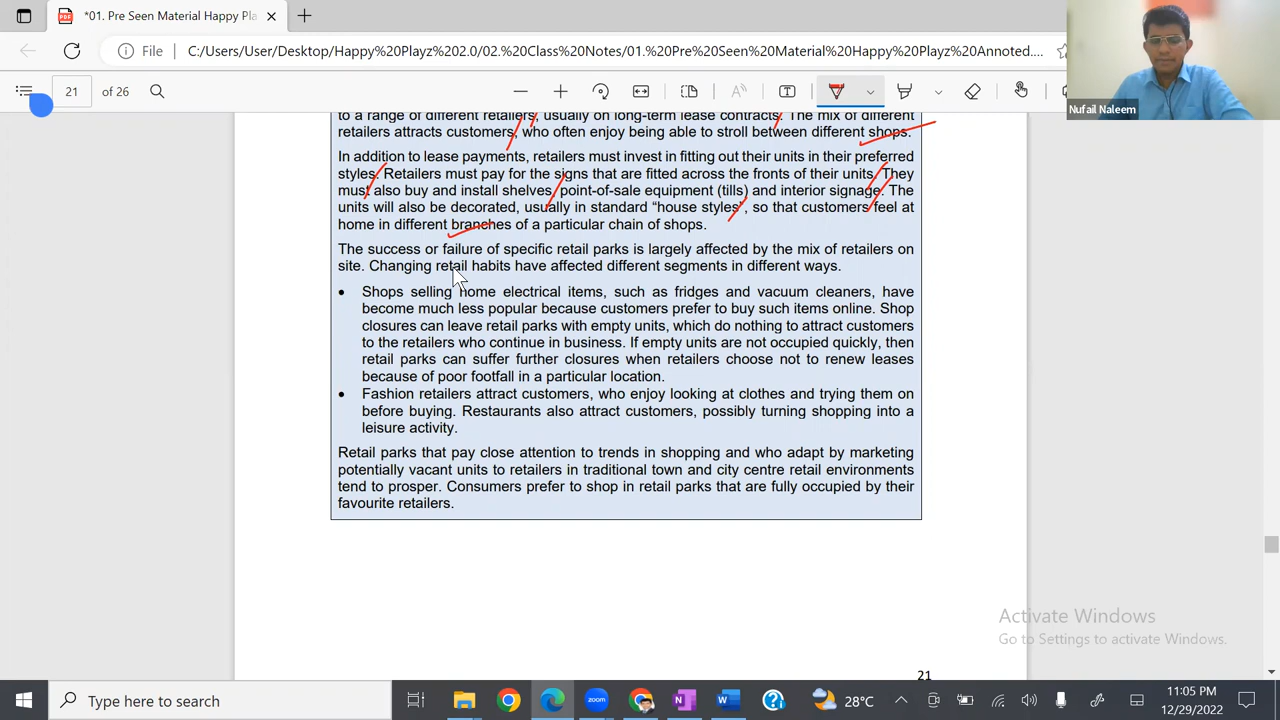 *01. Pre Seen Material Happy Pla
File
C:/Users/User/Desktop/Happy%20Playz%202.0/02.%20Class%20Notes/01.%20Pre%20Seen%20Material%20Happy%20Playz%20Annoted....
21 of 26
Nufail Naleem
to a range of different retailers, usually on long-term lease contracts. The mix of different
retailers attracts customers, who often enjoy being able to stroll between different shops.
In addition to lease payments, retailers must invest in fitting out their units in their preferred
styles. Retailers must pay for the signs that are fitted across the fronts of their units. They
must also buy and install shelves, point-of-sale equipment (tills) and interior signage. The
units will also be decorated, usually in standard “house styles”, so that customers feel at
home in different branches of a particular chain of shops.
The success or failure of specific retail parks is largely affected by the mix of retailers on
site. Changing retail habits have affected different segments in different ways.
• Shops selling home electrical items, such as fridges and vacuum cleaners, have
become much less popular because customers prefer to buy such items online. Shop
closures can leave retail parks with empty units, which do nothing to attract customers
to the retailers who continue in business. If empty units are not occupied quickly, then
retail parks can suffer further closures when retailers choose not to renew leases
because of poor footfall in a particular location.
• Fashion retailers attract customers, who enjoy looking at clothes and trying them on
before buying. Restaurants also attract customers, possibly turning shopping into a
leisure activity.
Retail parks that pay close attention to trends in shopping and who adapt by marketing
potentially vacant units to retailers in traditional town and city centre retail environments
tend to prosper. Consumers prefer to shop in retail parks that are fully occupied by their
favourite retailers.
Activate Windows
Go to Settings to activate Windows.
21
Type here to search
28°C
11:05 PM
12/29/2022